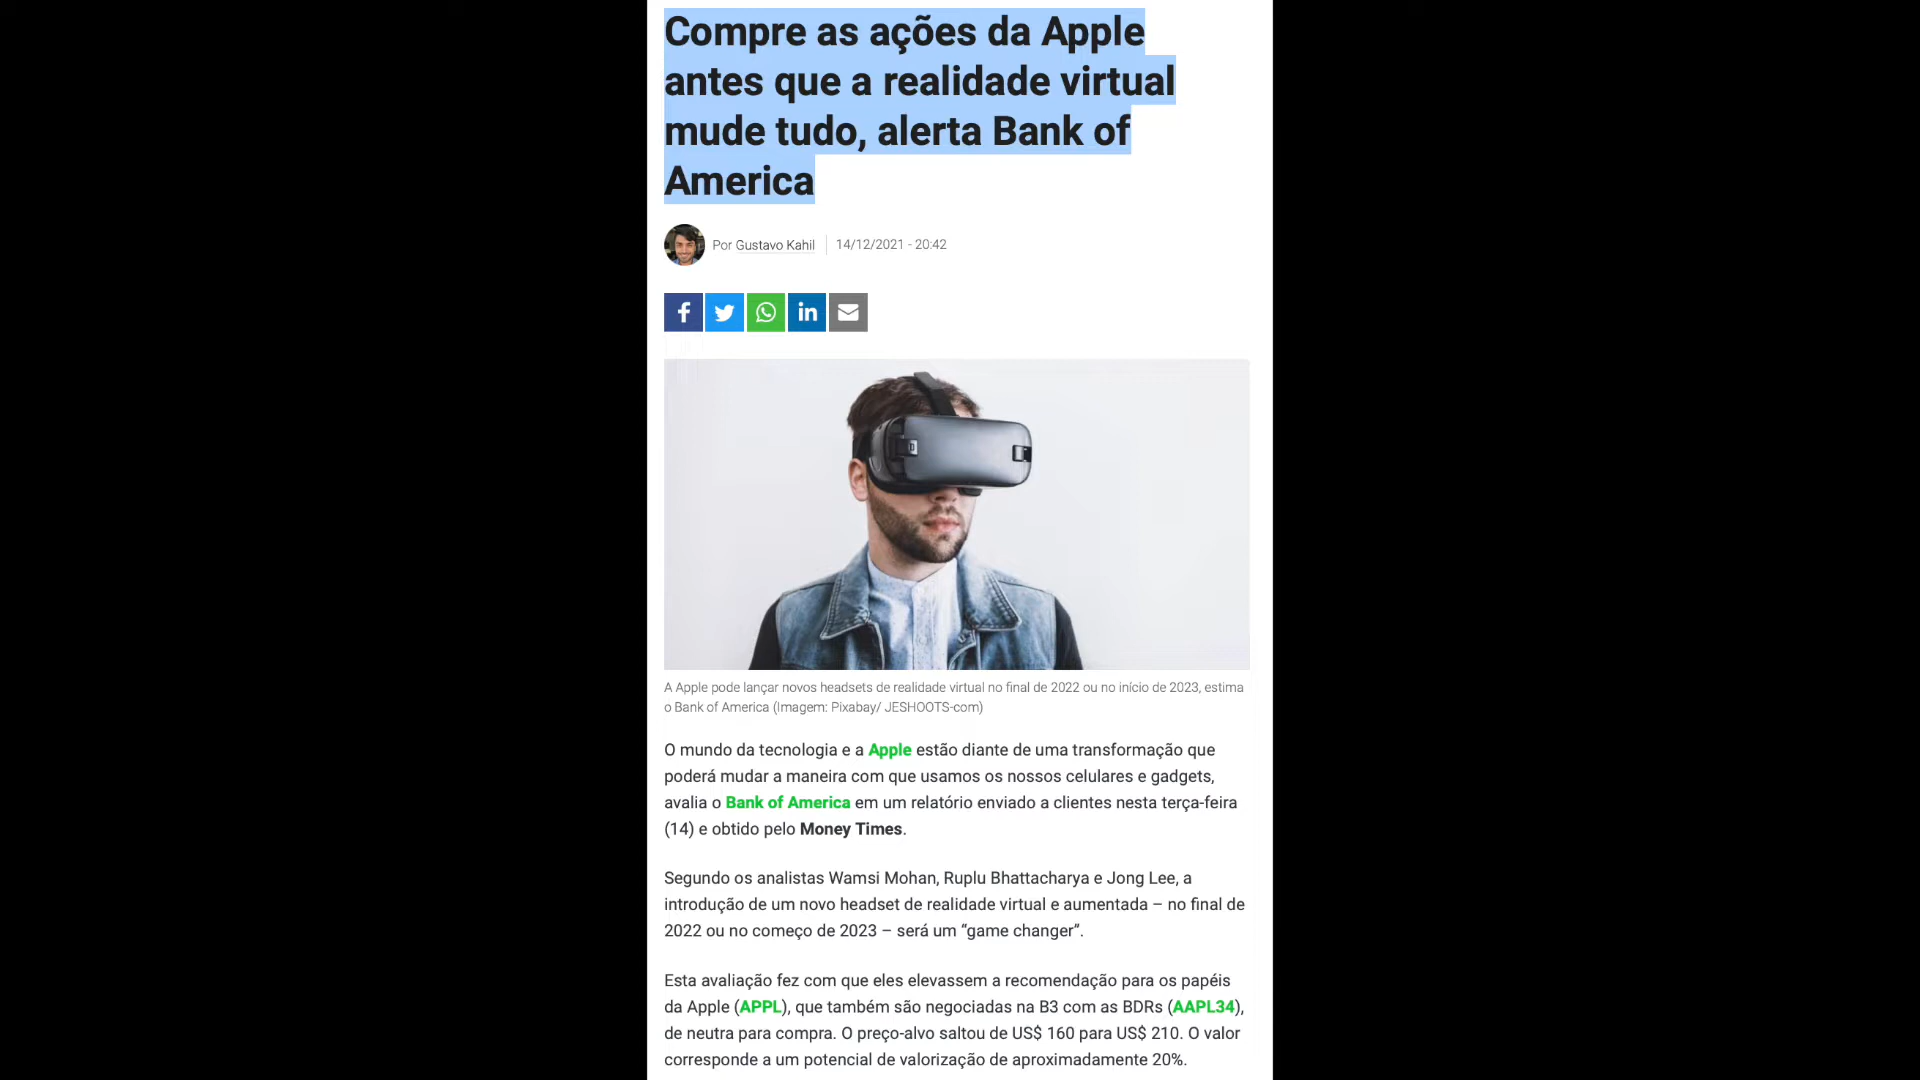 Compre as ações da Apple
antes que a realidade virtual
mude tudo, alerta Bank of
America
Por Gustavo Kahil
14/12/2021 - 20:42
A Apple pode lançar novos headsets de realidade virtual no final de 2022 ou no início de 2023, estima
o Bank of America (Imagem: Pixabay/ JESHOOTS-com)
O mundo da tecnologia e a Apple estão diante de uma transformação que
poderá mudar a maneira com que usamos os nossos celulares e gadgets,
avalia o Bank of America em um relatório enviado a clientes nesta terça-feira
(14) e obtido pelo Money Times.
Segundo os analistas Wamsi Mohan, Ruplu Bhattacharya e Jong Lee, a
introdução de um novo headset de realidade virtual e aumentada – no final de
2022 ou no começo de 2023 – será um “game changer”.
Esta avaliação fez com que eles elevassem a recomendação para os papéis
da Apple (APPL), que também são negociadas na B3 com as BDRs (AAPL34),
de neutra para compra. O preço-alvo saltou de US$ 160 para US$ 210. O valor
corresponde a um potencial de valorização de aproximadamente 20%.